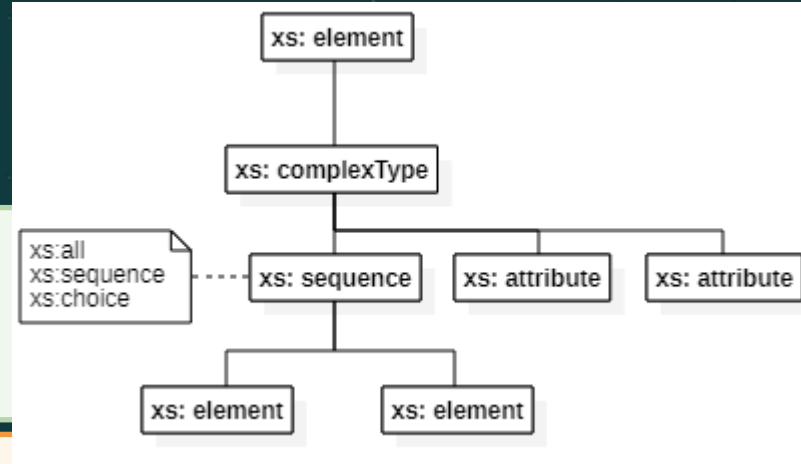 xs: element
xs: complexType
xs:all
xs:sequence
xs:choice
xs: sequence
xs: attribute
xs: attribute
xs: element
xs: element